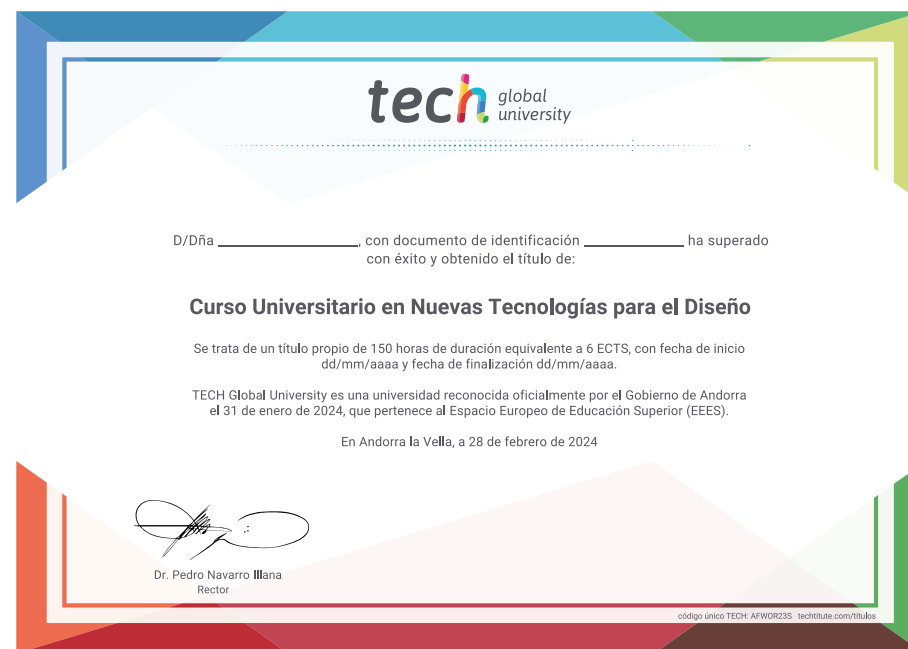 tech global
university
D/Dña ____________________, con documento de identificación ______________ ha superado
con éxito y obtenido el título de:
Curso Universitario en Nuevas Tecnologías para el Diseño
Se trata de un título propio de 150 horas de duración equivalente a 6 ECTS, con fecha de inicio
dd/mm/aaaa y fecha de finalización dd/mm/aaaa.
TECH Global University es una universidad reconocida oficialmente por el Gobierno de Andorra
el 31 de enero de 2024, que pertenece al Espacio Europeo de Educación Superior (EEES).
En Andorra la Vella, a 28 de febrero de 2024
Dr. Pedro Navarro Illana
Rector
código único TECH: AFWOR23S techtitute.com/titulos